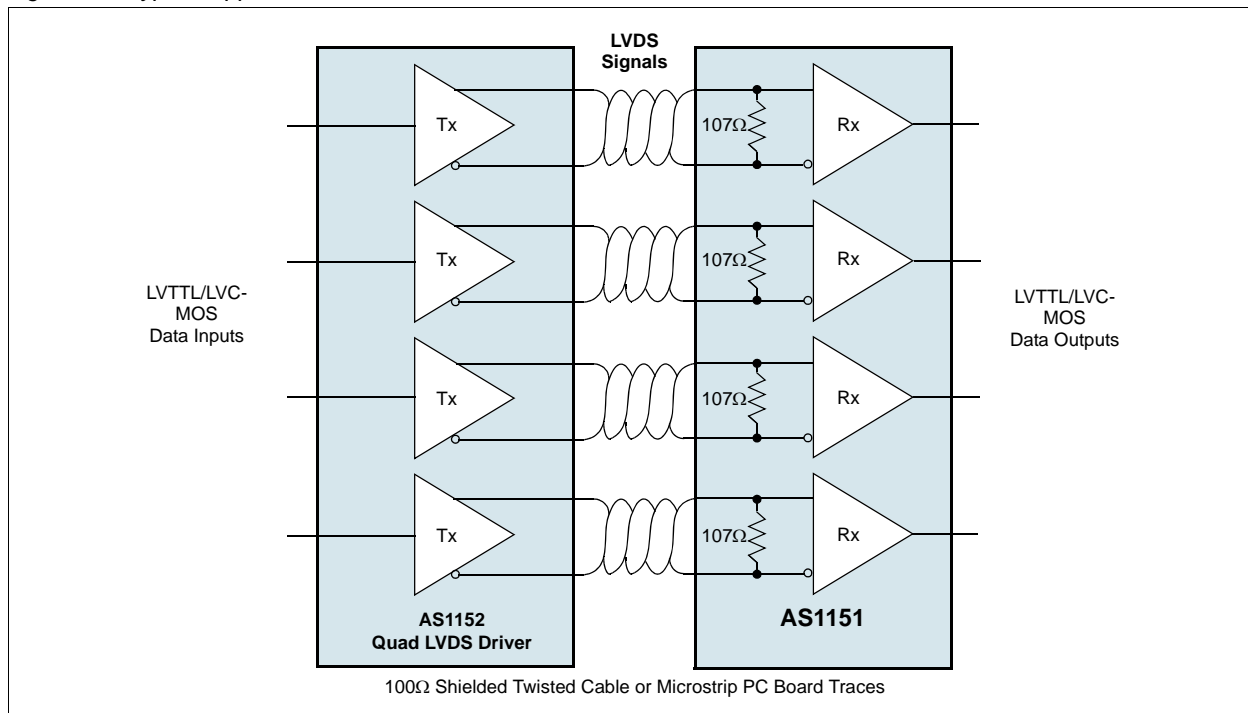 LVDS
Signals
Tx
107Ω
Rx
Tx
107Ω
Rx
LVTTL/LVC-
MOS
Data Inputs
LVTTL/LVC-
MOS
Data Outputs
Tx
107Ω
Rx
Tx
107Ω
Rx
AS1152
Quad LVDS Driver
AS1151
100Ω Shielded Twisted Cable or Microstrip PC Board Traces